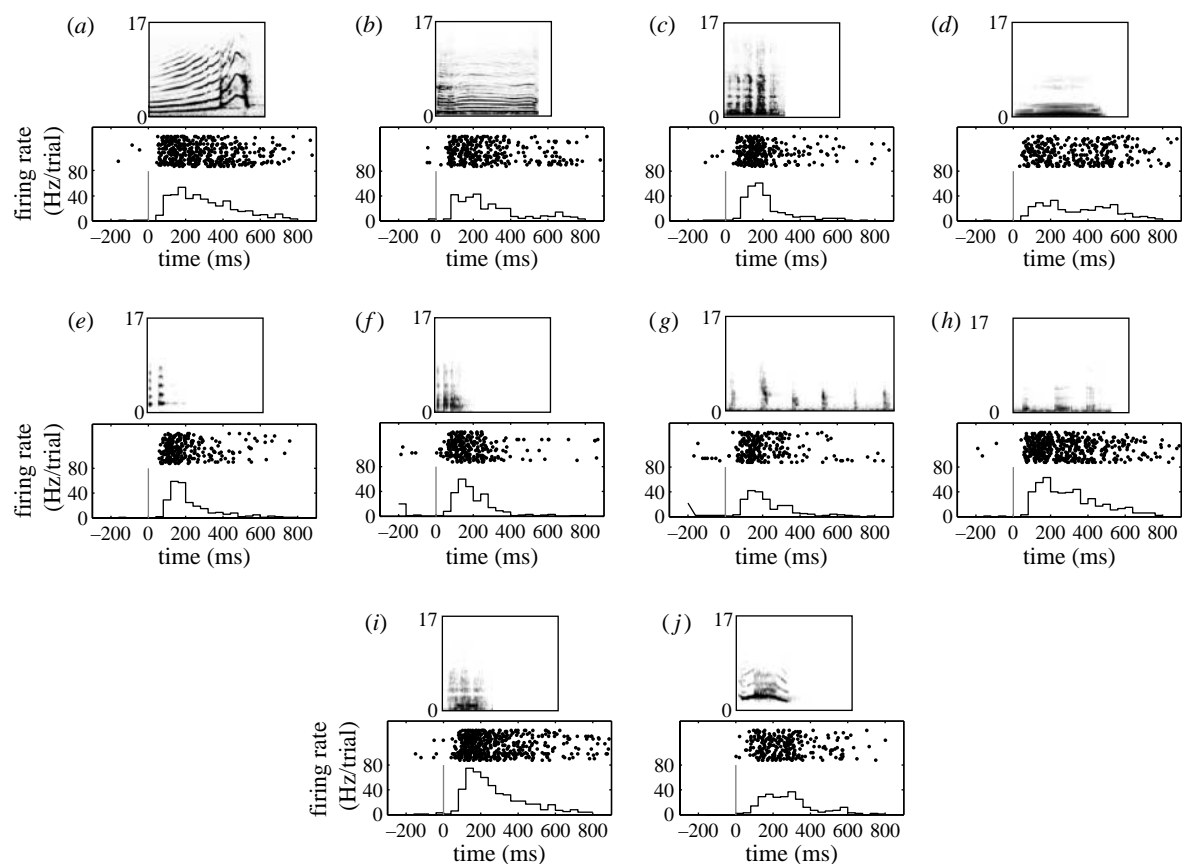 (a) 17 (b) 17 (c) 17 (d) 17
0 0 0 0
firing rate
(Hz/trial)
80 80 80 80
40 40 40 40
0 0 0 0
−200 0 200 400 600 800 −200 0 200 400 600 800 −200 0 200 400 600 800 −200 0 200 400 600 800
time (ms) time (ms) time (ms) time (ms)
(e) 17 (f) 17 (g) 17 (h) 17
0 0 0 0
firing rate
(Hz/trial)
80 80 80 80
40 40 40 40
0 0 0 0
−200 0 200 400 600 800 −200 0 200 400 600 800 −200 0 200 400 600 800 −200 0 200 400 600 800
time (ms) time (ms) time (ms) time (ms)
(i) 17 (j) 17
0 0
firing rate
(Hz/trial)
80 80
40 40
0 0
−200 0 200 400 600 800 −200 0 200 400 600 800
time (ms) time (ms)